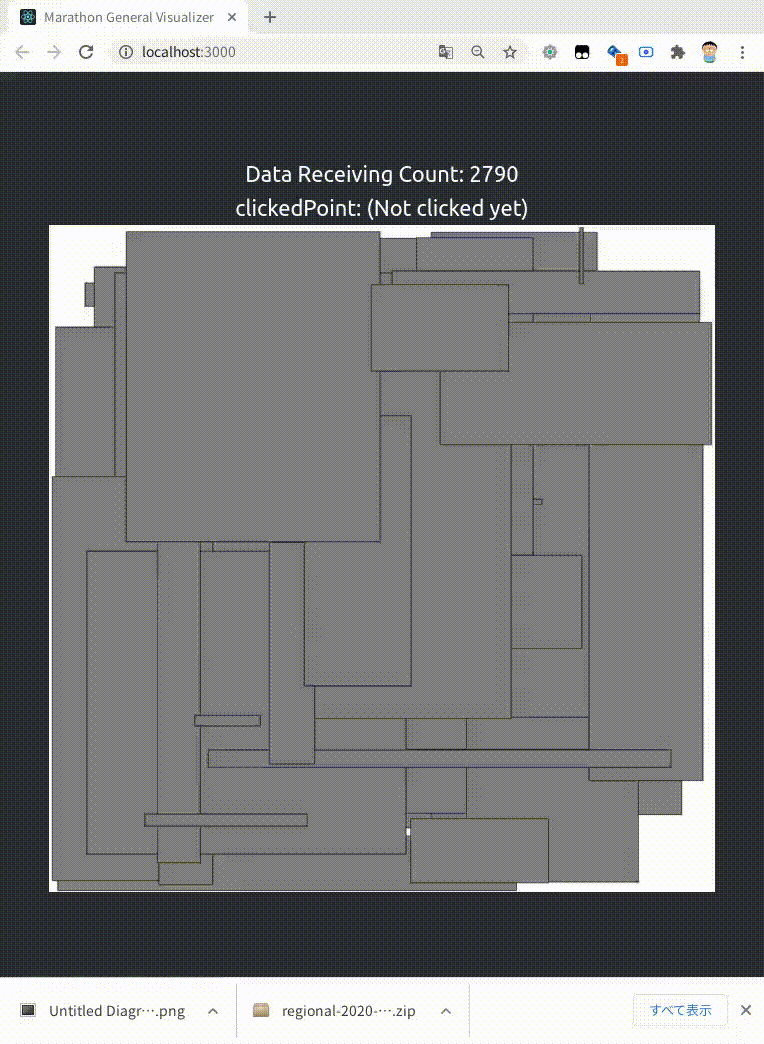 Marathon General Visualizer
localhost:3000
2
Data Receiving Count: 2790
clickedPoint: (Not clicked yet)
Untitled Diagr….png
regional-2020-….zip
すべて表示